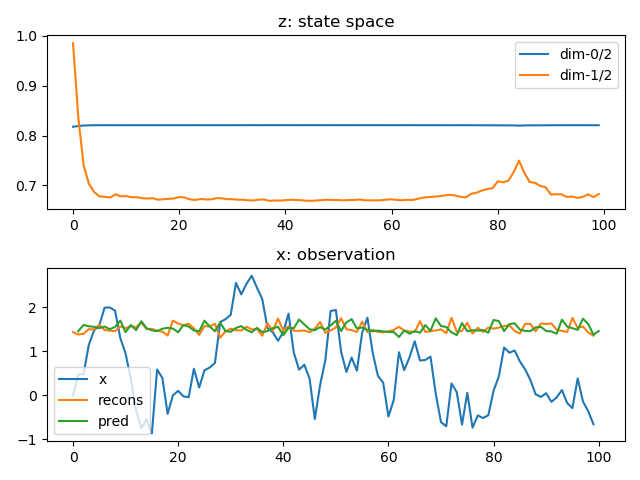 z: state space
1.0
0.9
0.8
0.7
dim-0/2
dim-1/2
0 20 40 60 80 100
x: observation
2
1
0
−1
x
recons
pred
0 20 40 60 80 100